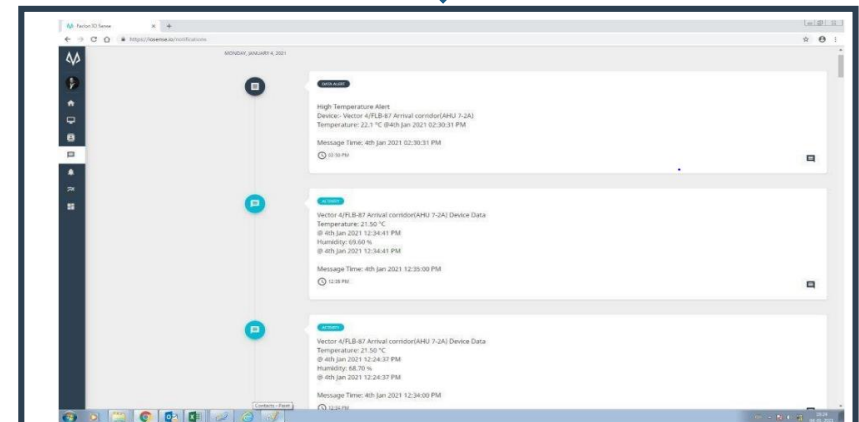 Factor IO Sense
https://iosense.io/notifications
MONDAY, JANUARY 4, 2021
DATA ALERT
High Temperature Alert
Device:- Vector 4/FLB-87 Arrival corridor(AHU 7-2A)
Temperature: 22.1 °C @4th Jan 2021 02:30:31 PM
Message Time: 4th Jan 2021 02:30:31 PM
ACTIVITY
Vector 4/FLB-87 Arrival corridor(AHU 7-2A) Device Data
Temperature: 21.50 °C
@ 4th Jan 2021 12:34:41 PM
Humidity: 69.60 %
@ 4th Jan 2021 12:34:41 PM
Message Time: 4th Jan 2021 12:35:00 PM
ACTIVITY
Vector 4/FLB-87 Arrival corridor(AHU 7-2A) Device Data
Temperature: 21.50 °C
@ 4th Jan 2021 12:24:37 PM
Humidity: 68.70 %
@ 4th Jan 2021 12:24:37 PM
Message Time: 4th Jan 2021 12:34:00 PM
12:34 PM
Contacts - Paint